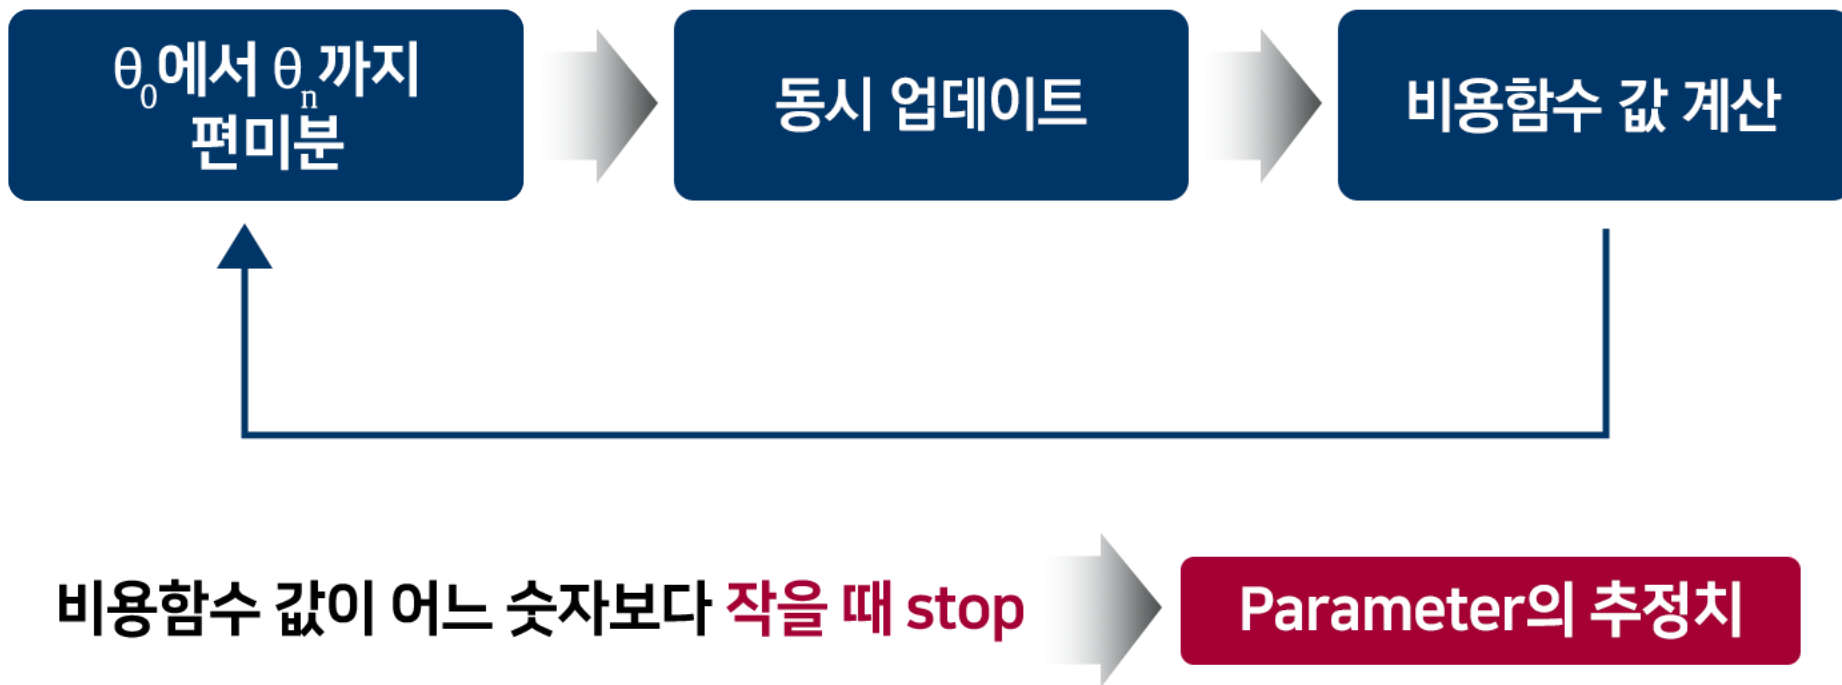 θ₀에서 θₙ까지
편미분
동시 업데이트
비용함수 값 계산
비용함수 값이 어느 숫자보다 작을 때 stop
Parameter의 추정치